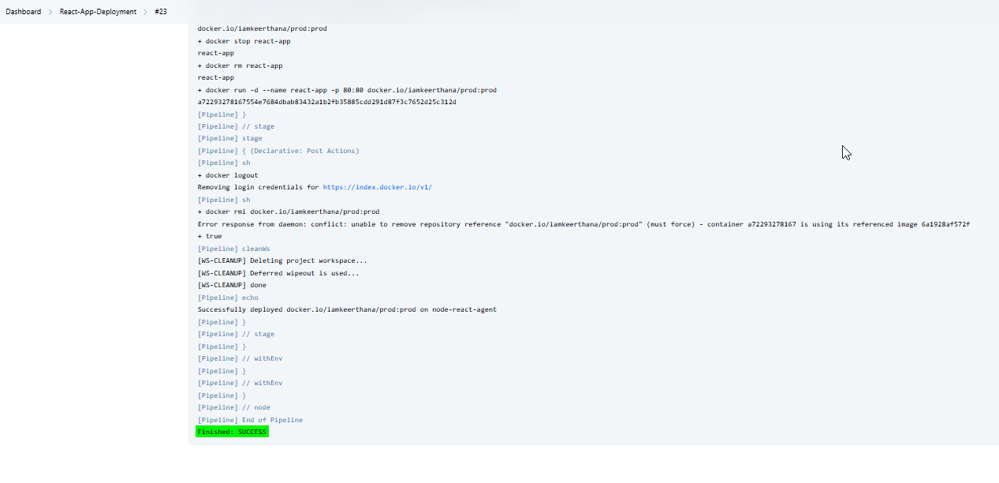 Dashboard > React-App-Deployment > #23
docker.io/iamkeerthana/prod:prod
+ docker stop react-app
react-app
+ docker rm react-app
react-app
+ docker run -d --name react-app -p 80:80 docker.io/iamkeerthana/prod:prod
a72293278167554e7684dbab83432a1b2fb35885cdd291d87f3c7652d25c312d
[Pipeline] }
[Pipeline] // stage
[Pipeline] stage
[Pipeline] { (Declarative: Post Actions)
[Pipeline] sh
+ docker logout
Removing login credentials for https://index.docker.io/v1/
[Pipeline] sh
+ docker rmi docker.io/iamkeerthana/prod:prod
Error response from daemon: conflict: unable to remove repository reference "docker.io/iamkeerthana/prod:prod" (must force) - container a72293278167 is using its referenced image 6a1928af572f
+ true
[Pipeline] cleanWs
[WS-CLEANUP] Deleting project workspace...
[WS-CLEANUP] Deferred wipeout is used...
[WS-CLEANUP] done
[Pipeline] echo
Successfully deployed docker.io/iamkeerthana/prod:prod on node-react-agent
[Pipeline] }
[Pipeline] // stage
[Pipeline] }
[Pipeline] // withEnv
[Pipeline] }
[Pipeline] // withEnv
[Pipeline] }
[Pipeline] // node
[Pipeline] End of Pipeline
Finished: SUCCESS